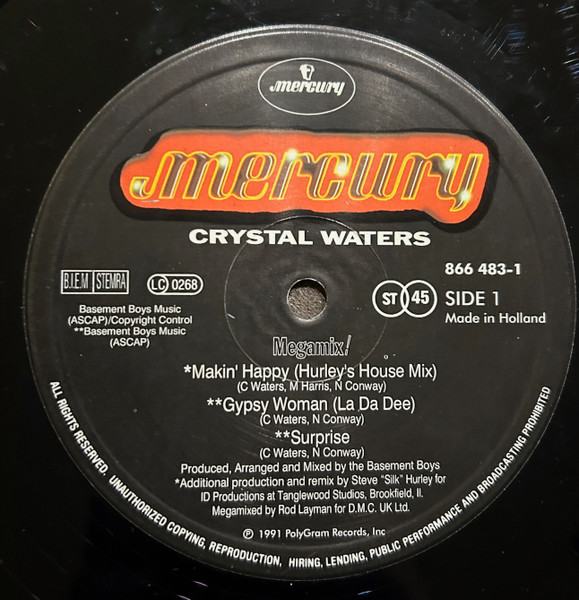 mercury
mercury
CRYSTAL WATERS
866 483-1
B.I.E.M STEMRA
LC 0268
ST 45
SIDE 1
Made in Holland
Basement Boys Music
(ASCAP)/Copyright Control
**Basement Boys Music
(ASCAP)
Megamix!
*Makin' Happy (Hurley's House Mix)
(C Waters, M Harris, N Conway)
**Gypsy Woman (La Da Dee)
(C Waters, N Conway)
**Surprise
(C Waters, N Conway)
Produced, Arranged and Mixed by the Basement Boys
*Additional production and remix by Steve "Silk" Hurley for
ID Productions at Tanglewood Studios, Brookfield, Il.
Megamixed by Rod Layman for D.M.C. UK Ltd.
℗ 1991 PolyGram Records, Inc
ALL RIGHTS RESERVED. UNAUTHORIZED COPYING, REPRODUCTION, HIRING, LENDING, PUBLIC PERFORMANCE AND BROADCASTING PROHIBITED